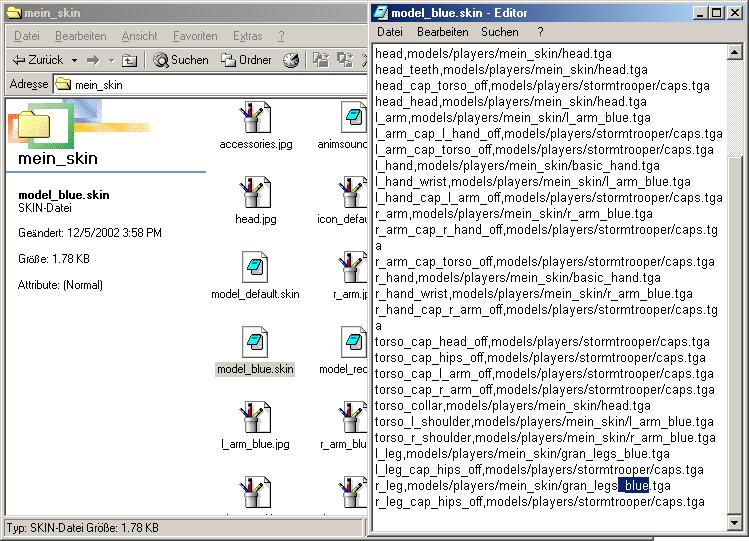 mein_skin
Datei Bearbeiten Ansicht Favoriten Extras ?
Zurück Suchen Ordner
Adresse mein_skin
mein_skin
model_blue.skin
SKIN-Datei
Geändert: 12/5/2002 3:58 PM
Größe: 1.78 KB
Attribute: (Normal)
accessories.jpg
animsoun
head.jpg
icon_defau
model_default.skin
r_arm.jp
model_blue.skin
model_rec
l_arm_blue.jpg
r_arm_blu
Typ: SKIN-Datei Größe: 1.78 KB
model_blue.skin - Editor
Datei Bearbeiten Suchen ?
head,models/players/mein_skin/head.tga
head_teeth,models/players/mein_skin/head.tga
head_cap_torso_off,models/players/stormtrooper/caps.tga
head_head,models/players/mein_skin/head.tga
l_arm,models/players/mein_skin/l_arm_blue.tga
l_arm_cap_l_hand_off,models/players/stormtrooper/caps.tga
l_arm_cap_torso_off,models/players/stormtrooper/caps.tga
l_hand,models/players/mein_skin/basic_hand.tga
l_hand_wrist,models/players/mein_skin/l_arm_blue.tga
l_hand_cap_l_arm_off,models/players/stormtrooper/caps.tga
r_arm,models/players/mein_skin/r_arm_blue.tga
r_arm_cap_r_hand_off,models/players/stormtrooper/caps.tg
a
r_arm_cap_torso_off,models/players/stormtrooper/caps.tga
r_hand,models/players/mein_skin/basic_hand.tga
r_hand_wrist,models/players/mein_skin/r_arm_blue.tga
r_hand_cap_r_arm_off,models/players/stormtrooper/caps.tg
a
torso_cap_head_off,models/players/stormtrooper/caps.tga
torso_cap_hips_off,models/players/stormtrooper/caps.tga
torso_cap_l_arm_off,models/players/stormtrooper/caps.tga
torso_cap_r_arm_off,models/players/stormtrooper/caps.tga
torso_collar,models/players/mein_skin/head.tga
torso_l_shoulder,models/players/mein_skin/l_arm_blue.tga
torso_r_shoulder,models/players/mein_skin/r_arm_blue.tga
l_leg,models/players/mein_skin/gran_legs_blue.tga
l_leg_cap_hips_off,models/players/stormtrooper/caps.tga
r_leg,models/players/mein_skin/gran_legs_blue.tga
r_leg_cap_hips_off,models/players/stormtrooper/caps.tga